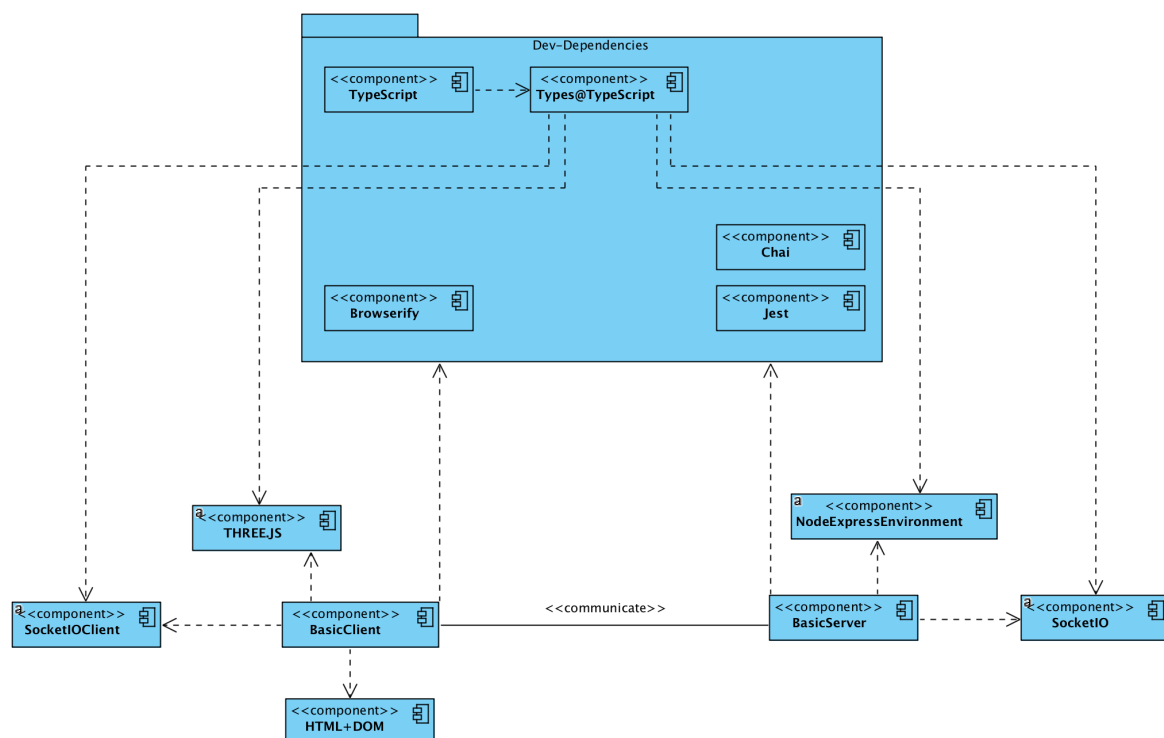 Dev-Dependencies
<<component>>
TypeScript
<<component>>
Types@TypeScript
<<component>>
Chai
<<component>>
Browserify
<<component>>
Jest
a
<<component>>
THREE.JS
a
<<component>>
NodeExpressEnvironment
a
<<component>>
SocketIOClient
<<component>>
BasicClient
<<communicate>>
<<component>>
BasicServer
a
<<component>>
SocketIO
<<component>>
HTML+DOM